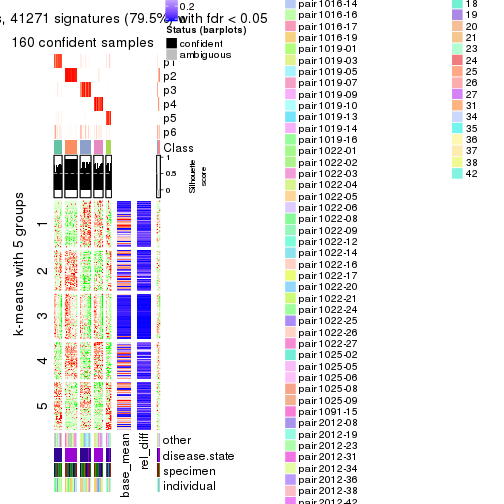 0.2
, 41271 signatures (79.5%) with fdr < 0.05
Status (barplots)
confident
ambiguous
160 confident samples
p1
p2
p3
p4
p5
p6
Class
1
0.5
0
Silhouette
score
k-means with 5 groups
1
2
3
4
5
base_mean
rel_diff
other
disease.state
specimen
individual
pair1016-14
pair1016-16
pair1016-17
pair1016-19
pair1019-01
pair1019-03
pair1019-05
pair1019-07
pair1019-09
pair1019-10
pair1019-13
pair1019-14
pair1019-16
pair1022-01
pair1022-02
pair1022-03
pair1022-04
pair1022-05
pair1022-06
pair1022-08
pair1022-09
pair1022-12
pair1022-14
pair1022-16
pair1022-17
pair1022-20
pair1022-21
pair1022-24
pair1022-25
pair1022-26
pair1022-27
pair1025-02
pair1025-05
pair1025-06
pair1025-08
pair1025-09
pair1091-15
pair2012-08
pair2012-19
pair2012-23
pair2012-31
pair2012-34
pair2012-36
pair2012-38
pair2012-42
18
19
20
21
23
24
25
26
27
31
34
35
36
37
38
42